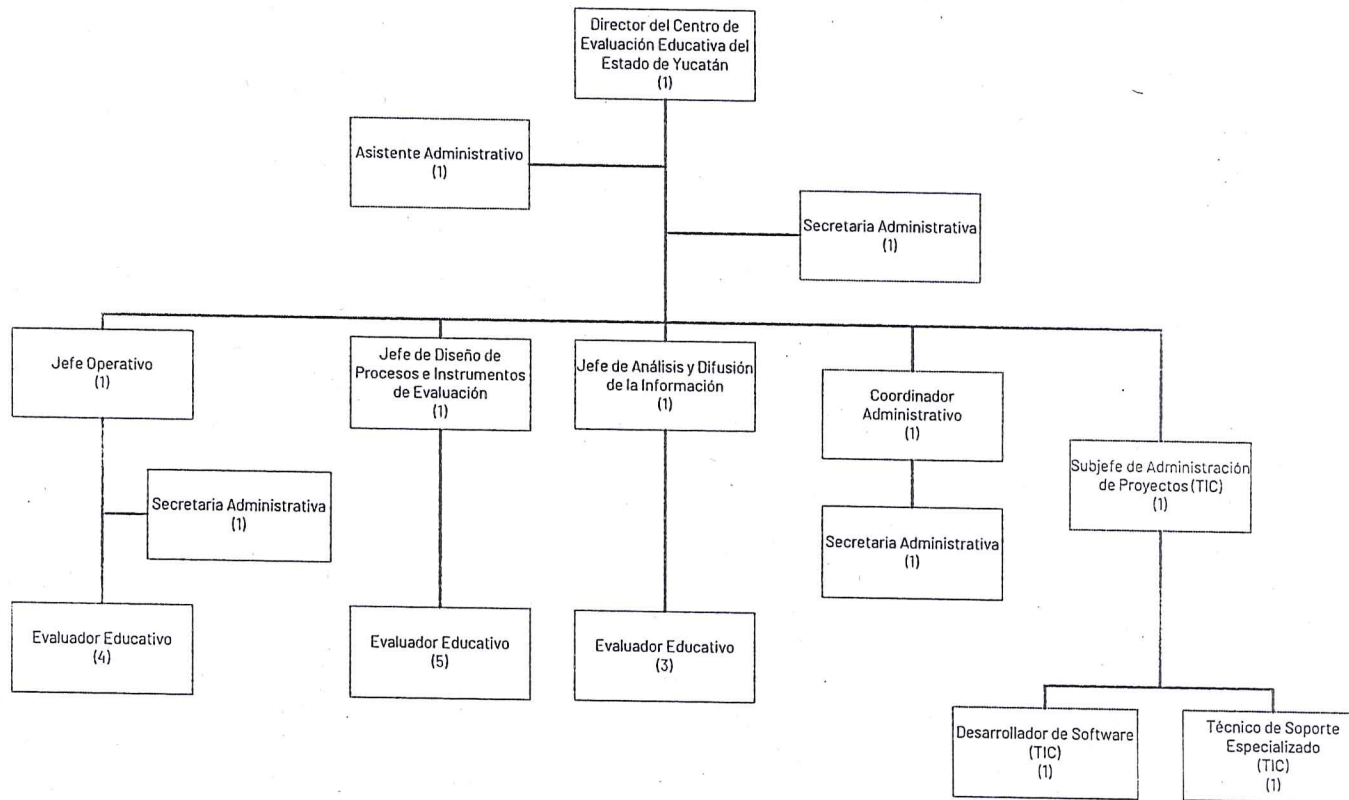 Director del Centro de
Evaluación Educativa del
Estado de Yucatán
(1)
Asistente Administrativo
(1)
Secretaria Administrativa
(1)
Jefe Operativo
(1)
Jefe de Diseño de
Procesos e Instrumentos
de Evaluación
(1)
Jefe de Análisis y Difusión
de la Información
(1)
Coordinador
Administrativo
(1)
Subjefe de Administración
de Proyectos (TIC)
(1)
Secretaria Administrativa
(1)
Secretaria Administrativa
(1)
Evaluador Educativo
(4)
Evaluador Educativo
(5)
Evaluador Educativo
(3)
Desarrollador de Software
(TIC)
(1)
Técnico de Soporte
Especializado
(TIC)
(1)